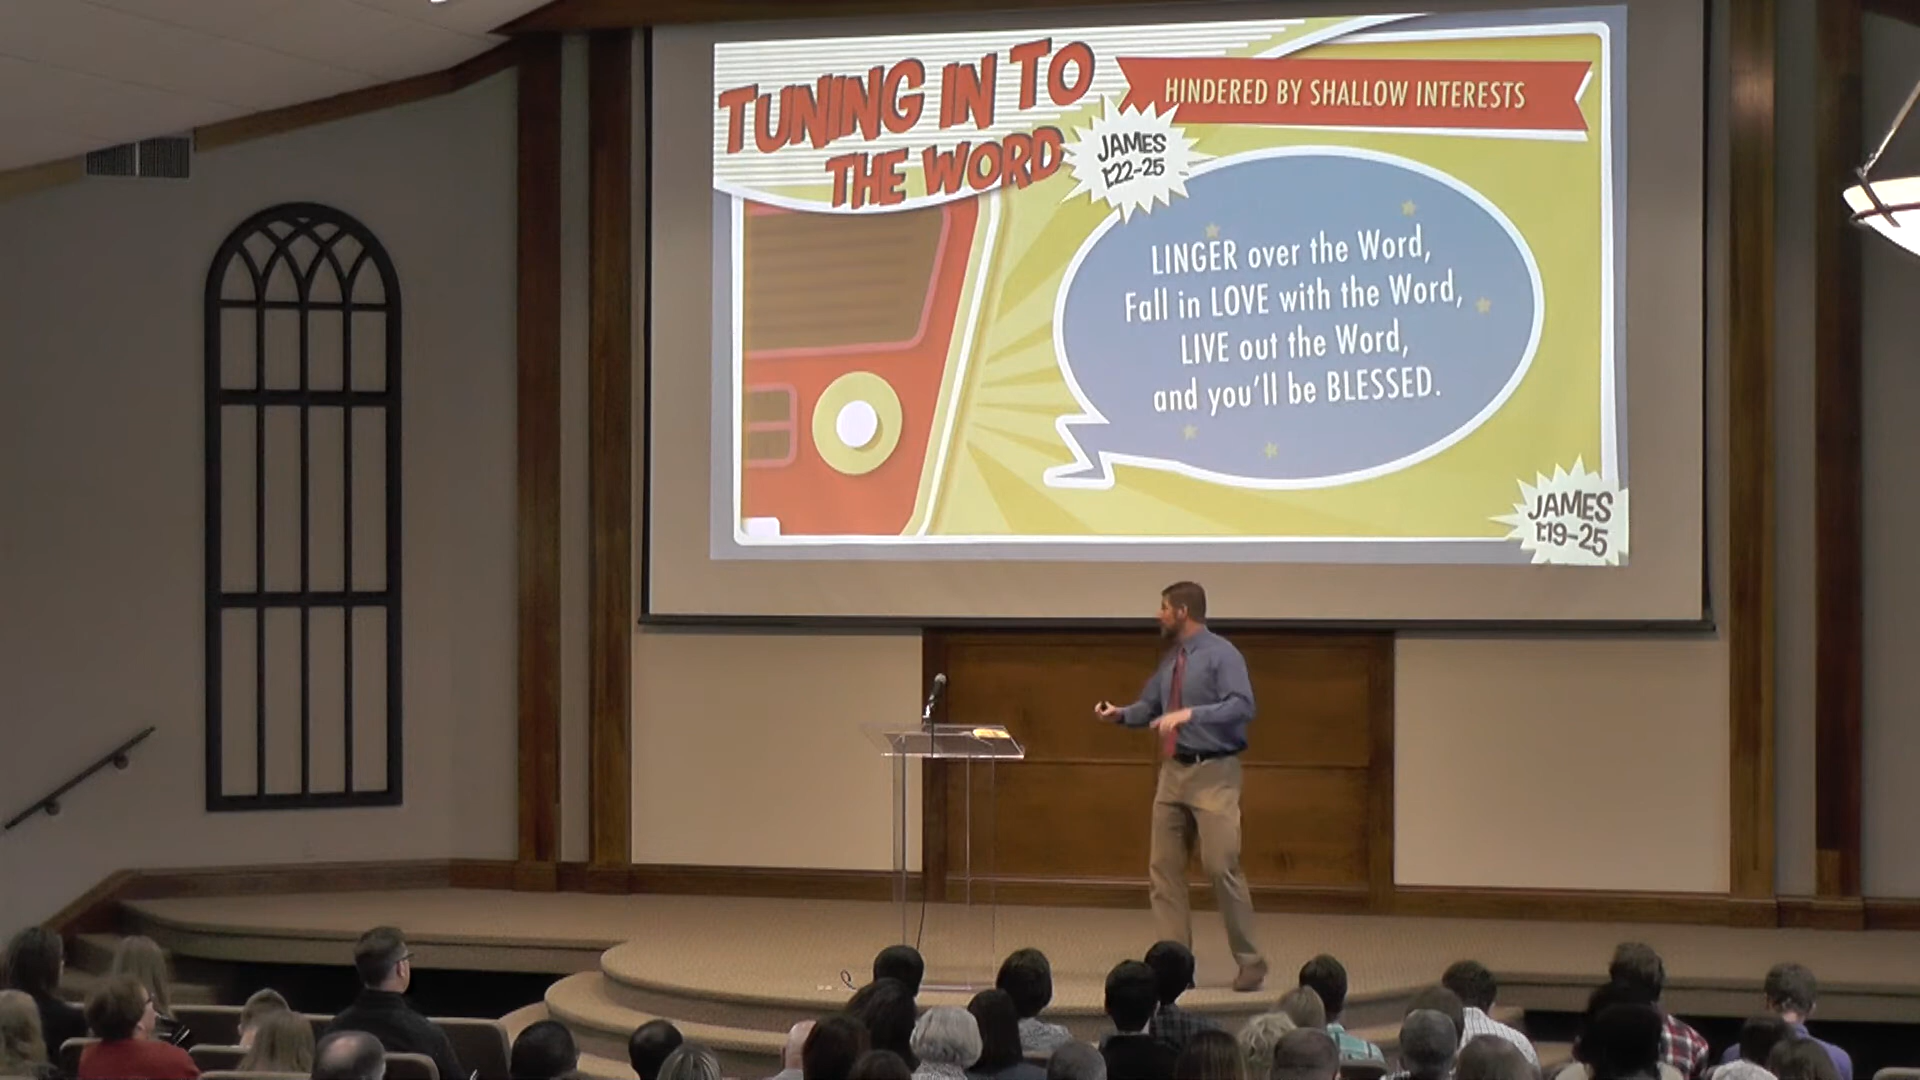 TUNING IN TO
THE WORD
HINDERED BY SHALLOW INTERESTS
JAMES
1:22-25
LINGER over the Word,
Fall in LOVE with the Word,
LIVE out the Word,
and you'll be BLESSED.
JAMES
1:19-25